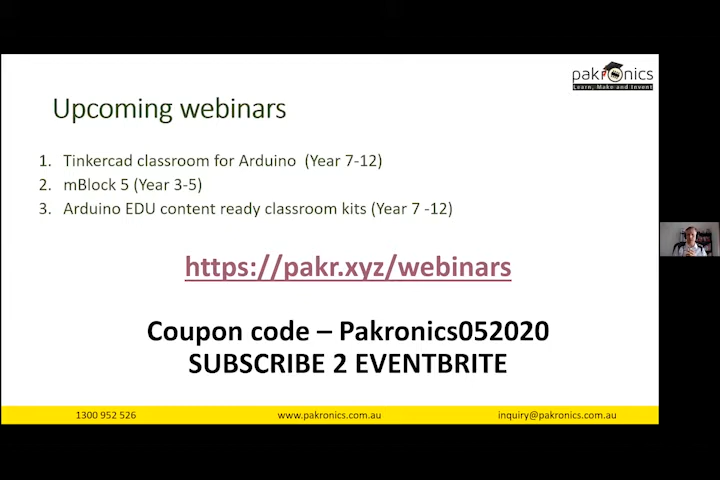 pakronics
Learn, Make and Invent
Upcoming webinars
1. Tinkercad classroom for Arduino (Year 7-12)
2. mBlock 5 (Year 3-5)
3. Arduino EDU content ready classroom kits (Year 7 -12)
https://pakr.xyz/webinars
Coupon code – Pakronics052020
SUBSCRIBE 2 EVENTBRITE
1300 952 526 www.pakronics.com.au inquiry@pakronics.com.au